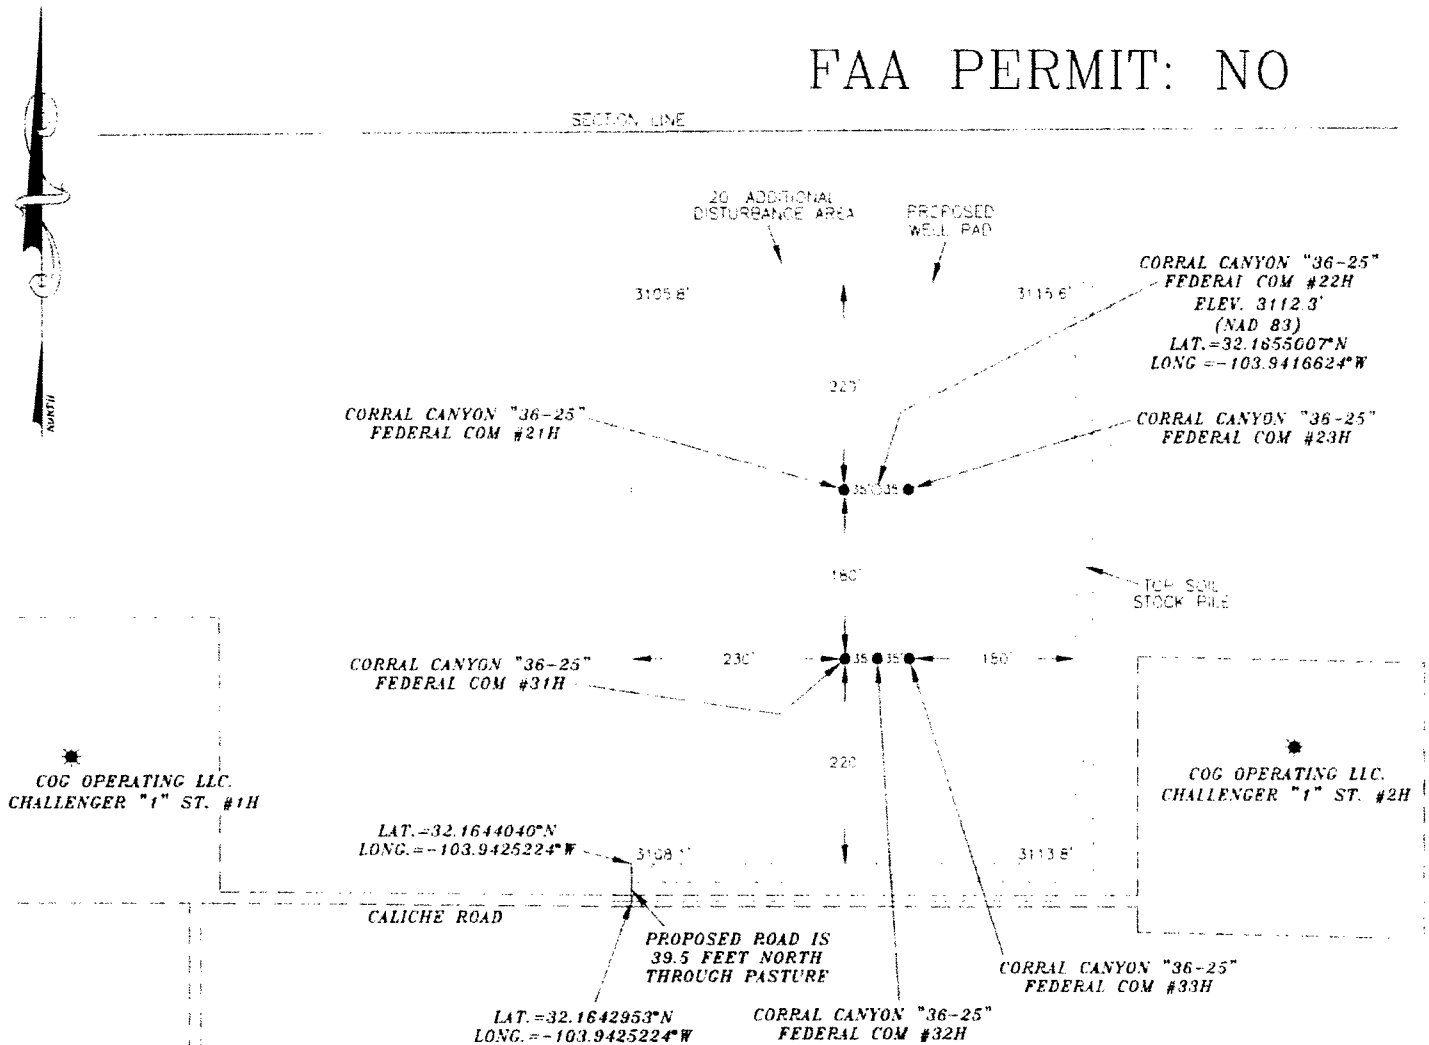 FAA PERMIT: NO
SECTION LINE
20' ADDITIONAL
DISTURBANCE AREA
PROPOSED
WELL PAD
CORRAL CANYON "36-25"
FEDERAL COM #22H
ELEV. 3112.3'
(NAD 83)
LAT.=32.1655007°N
LONG.=-103.9416624°W
3105.8'
3115.6'
220'
NORTH
CORRAL CANYON "36-25"
FEDERAL COM #21H
CORRAL CANYON "36-25"
FEDERAL COM #23H
35' 35'
180'
TOP SOIL
STOCK PILE
CORRAL CANYON "36-25"
FEDERAL COM #31H
230'
35' 35'
180'
220'
COG OPERATING LLC.
CHALLENGER "1" ST. #1H
COG OPERATING LLC.
CHALLENGER "1" ST. #2H
LAT.=32.1644040°N
LONG.=-103.9425224°W
3108.1'
3113.8'
CALICHE ROAD
PROPOSED ROAD IS
39.5 FEET NORTH
THROUGH PASTURE
CORRAL CANYON "36-25"
FEDERAL COM #33H
LAT.=32.1642953°N
LONG.=-103.9425224°W
CORRAL CANYON "36-25"
FEDERAL COM #32H